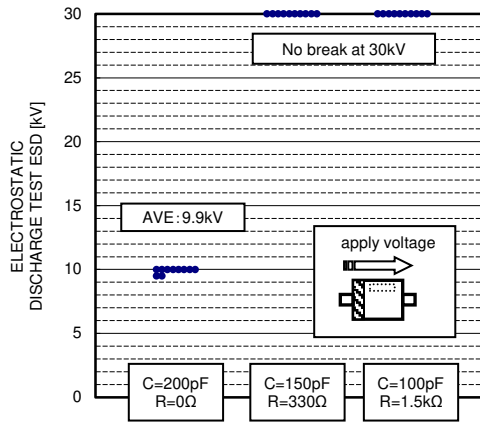 ELECTROSTATIC
DISCHARGE TEST ESD [kV]
30
25
20
15
10
5
0
No break at 30kV
AVE:9.9kV
apply voltage
C=200pF
R=0Ω
C=150pF
R=330Ω
C=100pF
R=1.5kΩ